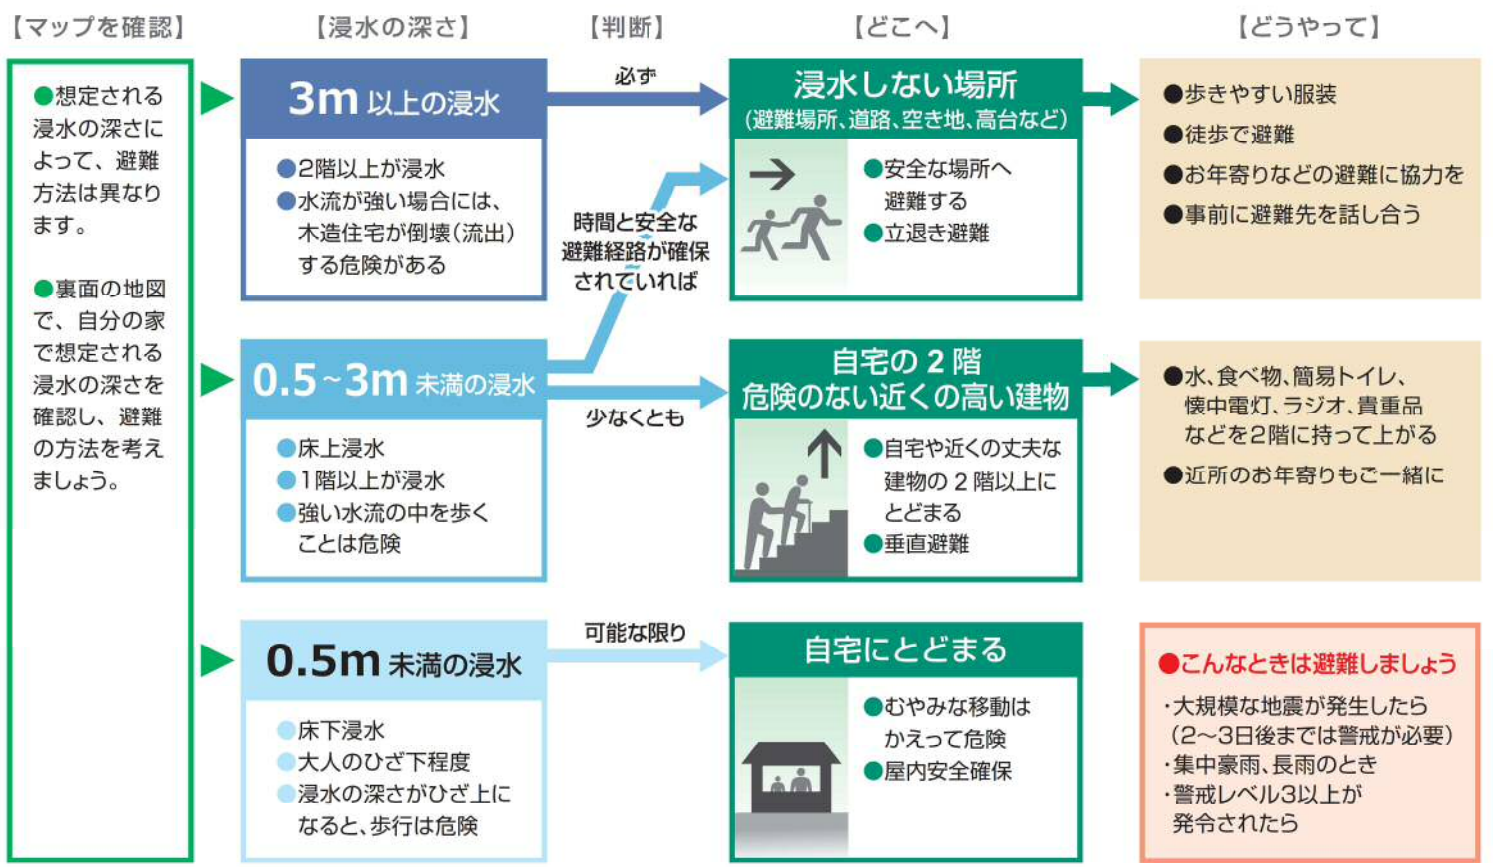 【マップを確認】
【浸水の深さ】
【判断】
【どこへ】
【どうやって】
●想定される
浸水の深さに
よって、避難
方法は異なり
ます。
●裏面の地図
で、自分の家
で想定される
浸水の深さを
確認し、避難
の方法を考え
ましょう。
3m 以上の浸水
●2階以上が浸水
●水流が強い場合には、
木造住宅が倒壊(流出)
する危険がある
必ず
浸水しない場所
(避難場所、道路、空き地、高台など)
●安全な場所へ
避難する
●立退き避難
●歩きやすい服装
●徒歩で避難
●お年寄りなどの避難に協力を
●事前に避難先を話し合う
時間と安全な
避難経路が確保
されていれば
0.5~3m 未満の浸水
●床上浸水
●1階以上が浸水
●強い水流の中を歩く
ことは危険
少なくとも
自宅の2階
危険のない近くの高い建物
●自宅や近くの丈夫な
建物の2階以上に
とどまる
●垂直避難
●水、食べ物、簡易トイレ、
懐中電灯、ラジオ、貴重品
などを2階に持って上がる
●近所のお年寄りもご一緒に
0.5m 未満の浸水
●床下浸水
●大人のひざ下程度
●浸水の深さがひざ上に
なると、歩行は危険
可能な限り
自宅にとどまる
●むやみな移動は
かえって危険
●屋内安全確保
●こんなときは避難しましょう
・大規模な地震が発生したら
(2～3日後までは警戒が必要)
・集中豪雨、長雨のとき
・警戒レベル3以上が
発令されたら